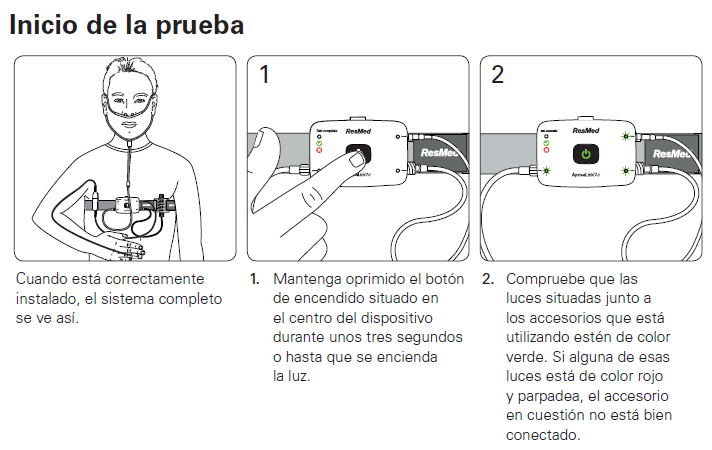 Inicio de la prueba
1
2
Test complete
ResMed
ResMed
ResMed
ApneaLink Air
ResMed
Cuando está correctamente
instalado, el sistema completo
se ve así.
1. Mantenga oprimido el botón
de encendido situado en
el centro del dispositivo
durante unos tres segundos
o hasta que se encienda
la luz.
2. Compruebe que las
luces situadas junto a
los accesorios que está
utilizando estén de color
verde. Si alguna de esas
luces está de color rojo
y parpadea, el accesorio
en cuestión no está bien
conectado.